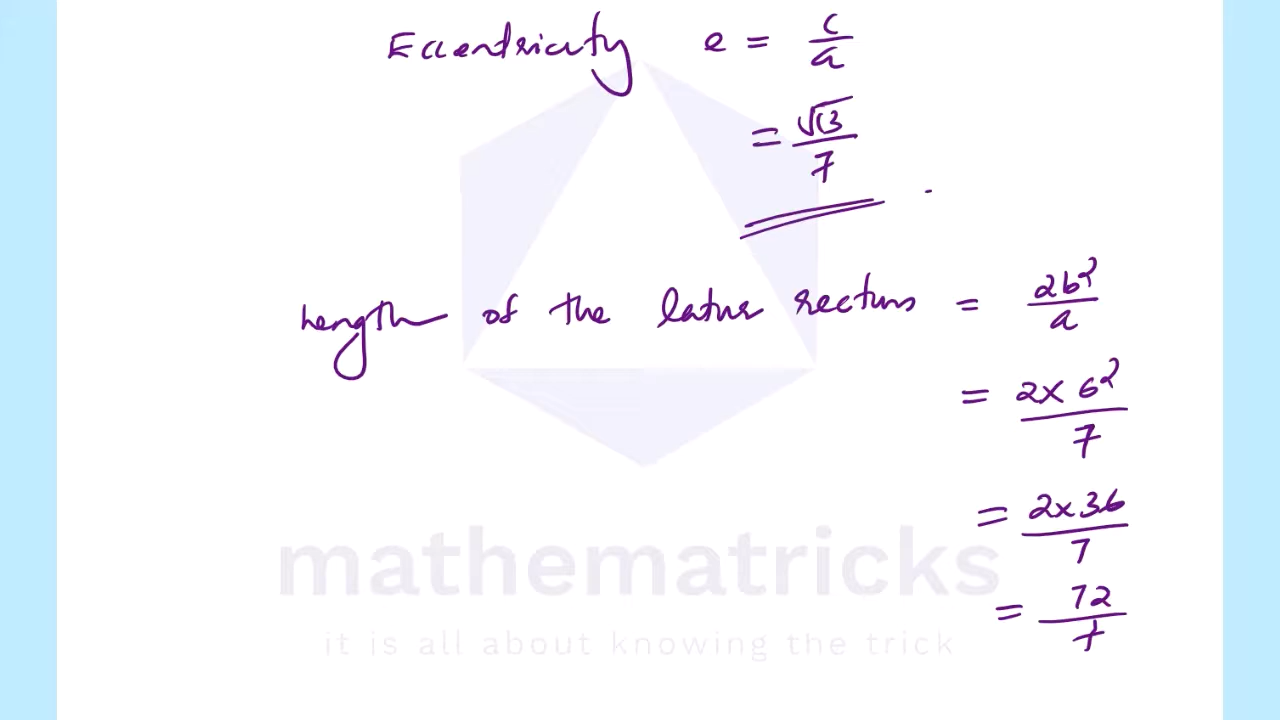 Eccentricity e = c/a
= √13/7
Length of the latus rectum = 2b²/a
= 2×6²/7
= 2×36/7
= 72/7
mathematricks
it is all about knowing the trick